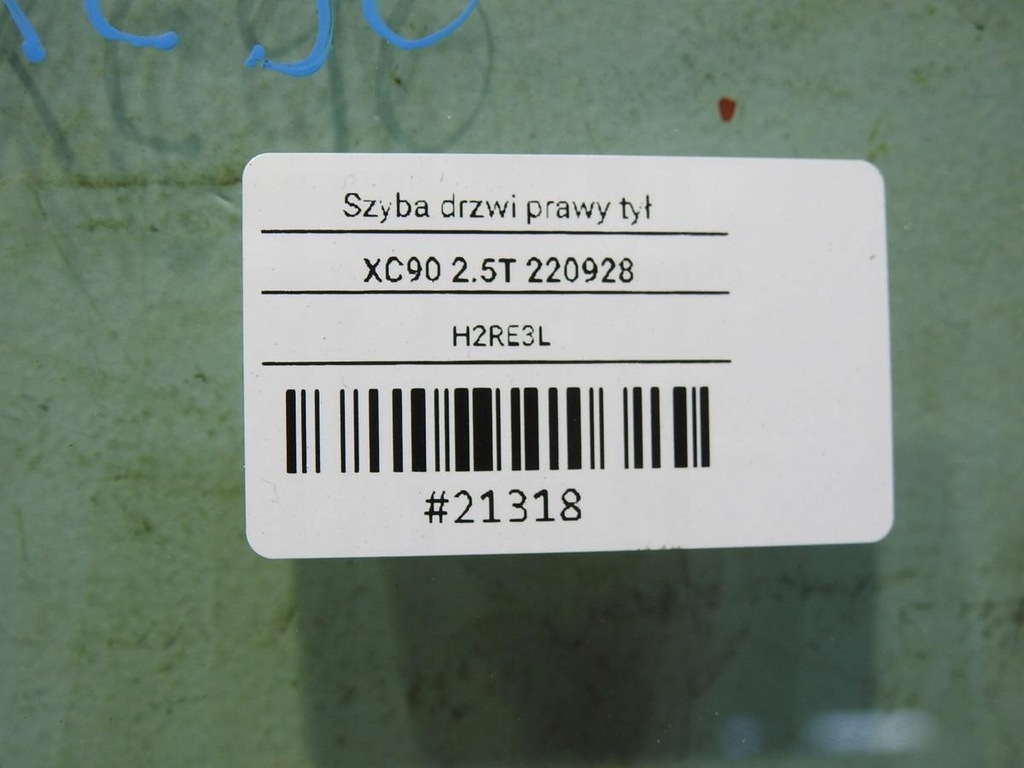 Szyba drzwi prawy tył
XC90 2.5T 220928
H2RE3L
#21318